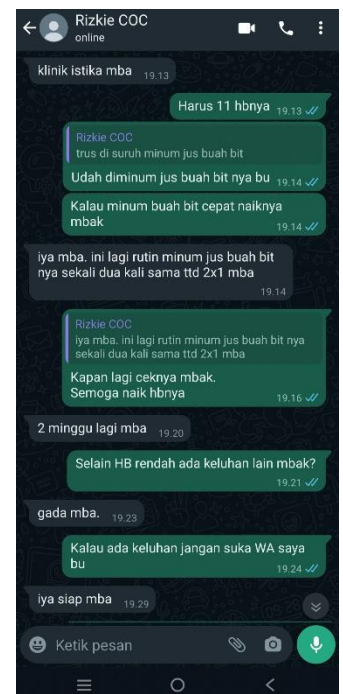 Rizkie COC
online
klinik istika mba 19.13
Harus 11 hbnya 19.13
Rizkie COC
trus di suruh minum jus buah bit
Udah diminum jus buah bit nya bu 19.14
Kalau minum buah bit cepat naiknya
mbak 19.14
iya mba. ini lagi rutin minum jus buah bit
nya sekali dua kali sama ttd 2x1 mba
19.14
Rizkie COC
iya mba. ini lagi rutin minum jus buah bit nya
sekali dua kali sama ttd 2x1 mba
Kapan lagi ceknya mbak.
Semoga naik hbnya 19.16
2 minggu lagi mba 19.20
Selain HB rendah ada keluhan lain mbak?
19.21
gada mba. 19.23
Kalau ada keluhan jangan suka WA saya
bu 19.24
iya siap mba 19.29
Ketik pesan